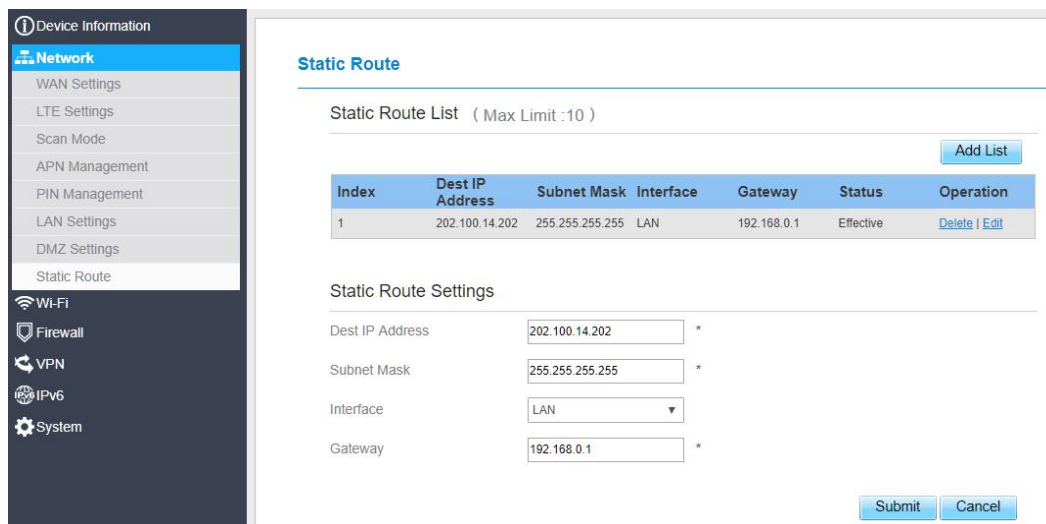 Device Information
Network
WAN Settings
LTE Settings
Scan Mode
APN Management
PIN Management
LAN Settings
DMZ Settings
Static Route
Wi-Fi
Firewall
VPN
IPv6 IPv6
System
Static Route
Static Route List ( Max Limit :10 )
Add List
Index Dest IP Address Subnet Mask Interface Gateway Status Operation
1 202.100.14.202 255.255.255.255 LAN 192.168.0.1 Effective Delete | Edit
Static Route Settings
Dest IP Address 202.100.14.202 *
Subnet Mask 255.255.255.255 *
Interface LAN
Gateway 192.168.0.1 *
Submit Cancel